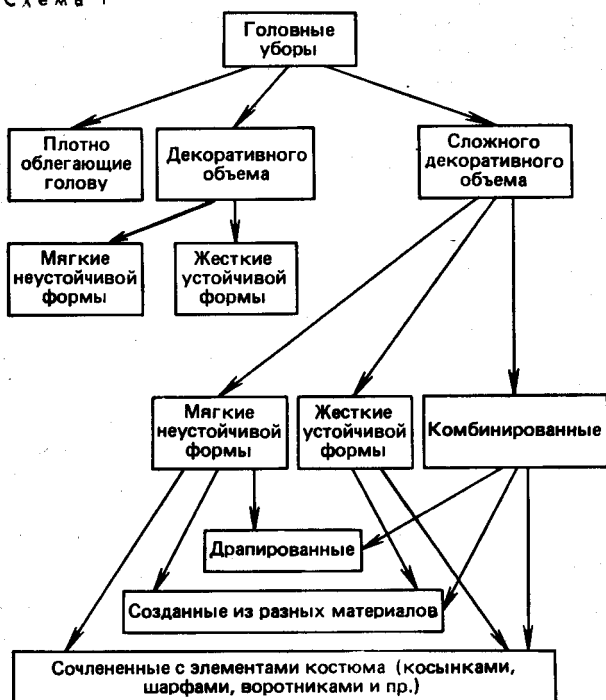 Схема 1
Головные
уборы
Плотно
облегающие
голову
Декоративного
объема
Сложного
декоративного
объема
Мягкие
неустойчивой
формы
Жесткие
устойчивой
формы
Мягкие
неустойчивой
формы
Жесткие
устойчивой
формы
Комбинированные
Драпированные
Созданные из разных материалов
Сочлененные с элементами костюма (косынками,
шарфами, воротниками и пр.)